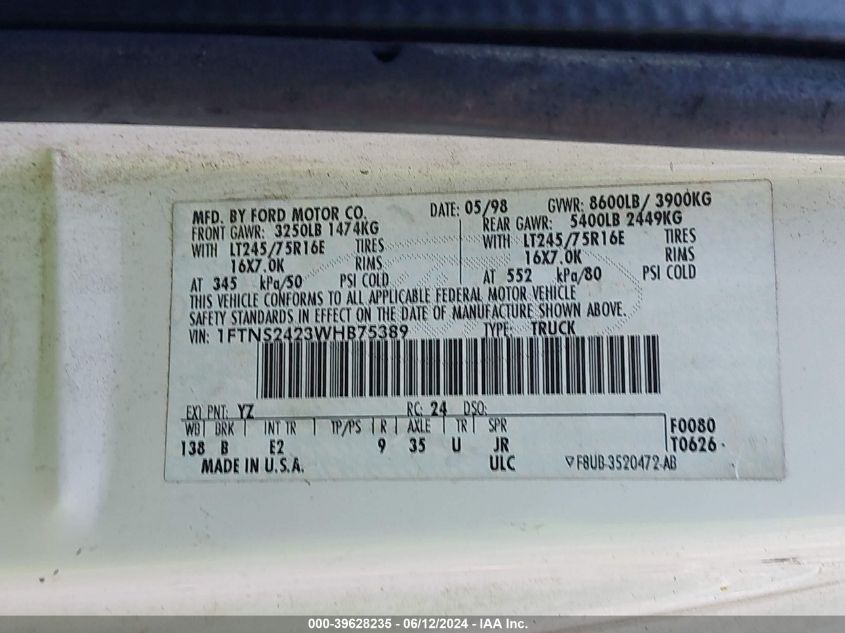 MFD. BY FORD MOTOR CO. DATE: 05/98 GVWR: 8600LB/ 3900KG
FRONT GAWR: 3250LB 1474KG REAR GAWR: 5400LB 2449KG
WITH LT245/75R16E TIRES WITH LT245/75R16E TIRES
16X7.0K RIMS 16X7.0K RIMS
AT 345 kPa/50 PSI COLD AT 552 kPa/80 PSI COLD
THIS VEHICLE CONFORMS TO ALL APPLICABLE FEDERAL MOTOR VEHICLE
SAFETY STANDARDS IN EFFECT ON THE DATE OF MANUFACTURE SHOWN ABOVE.
VIN: 1FTNS2423WHB75389 TYPE: TRUCK
EXT PNT: YZ RC: 24 DSO: F0080
WB BRK INT TR TP/PS R AXLE TR SPR T0626
138 B E2 9 35 U JR
MADE IN U.S.A. ULC F8UB-3520472-AB
000-39628235 - 06/12/2024 - IAA Inc.